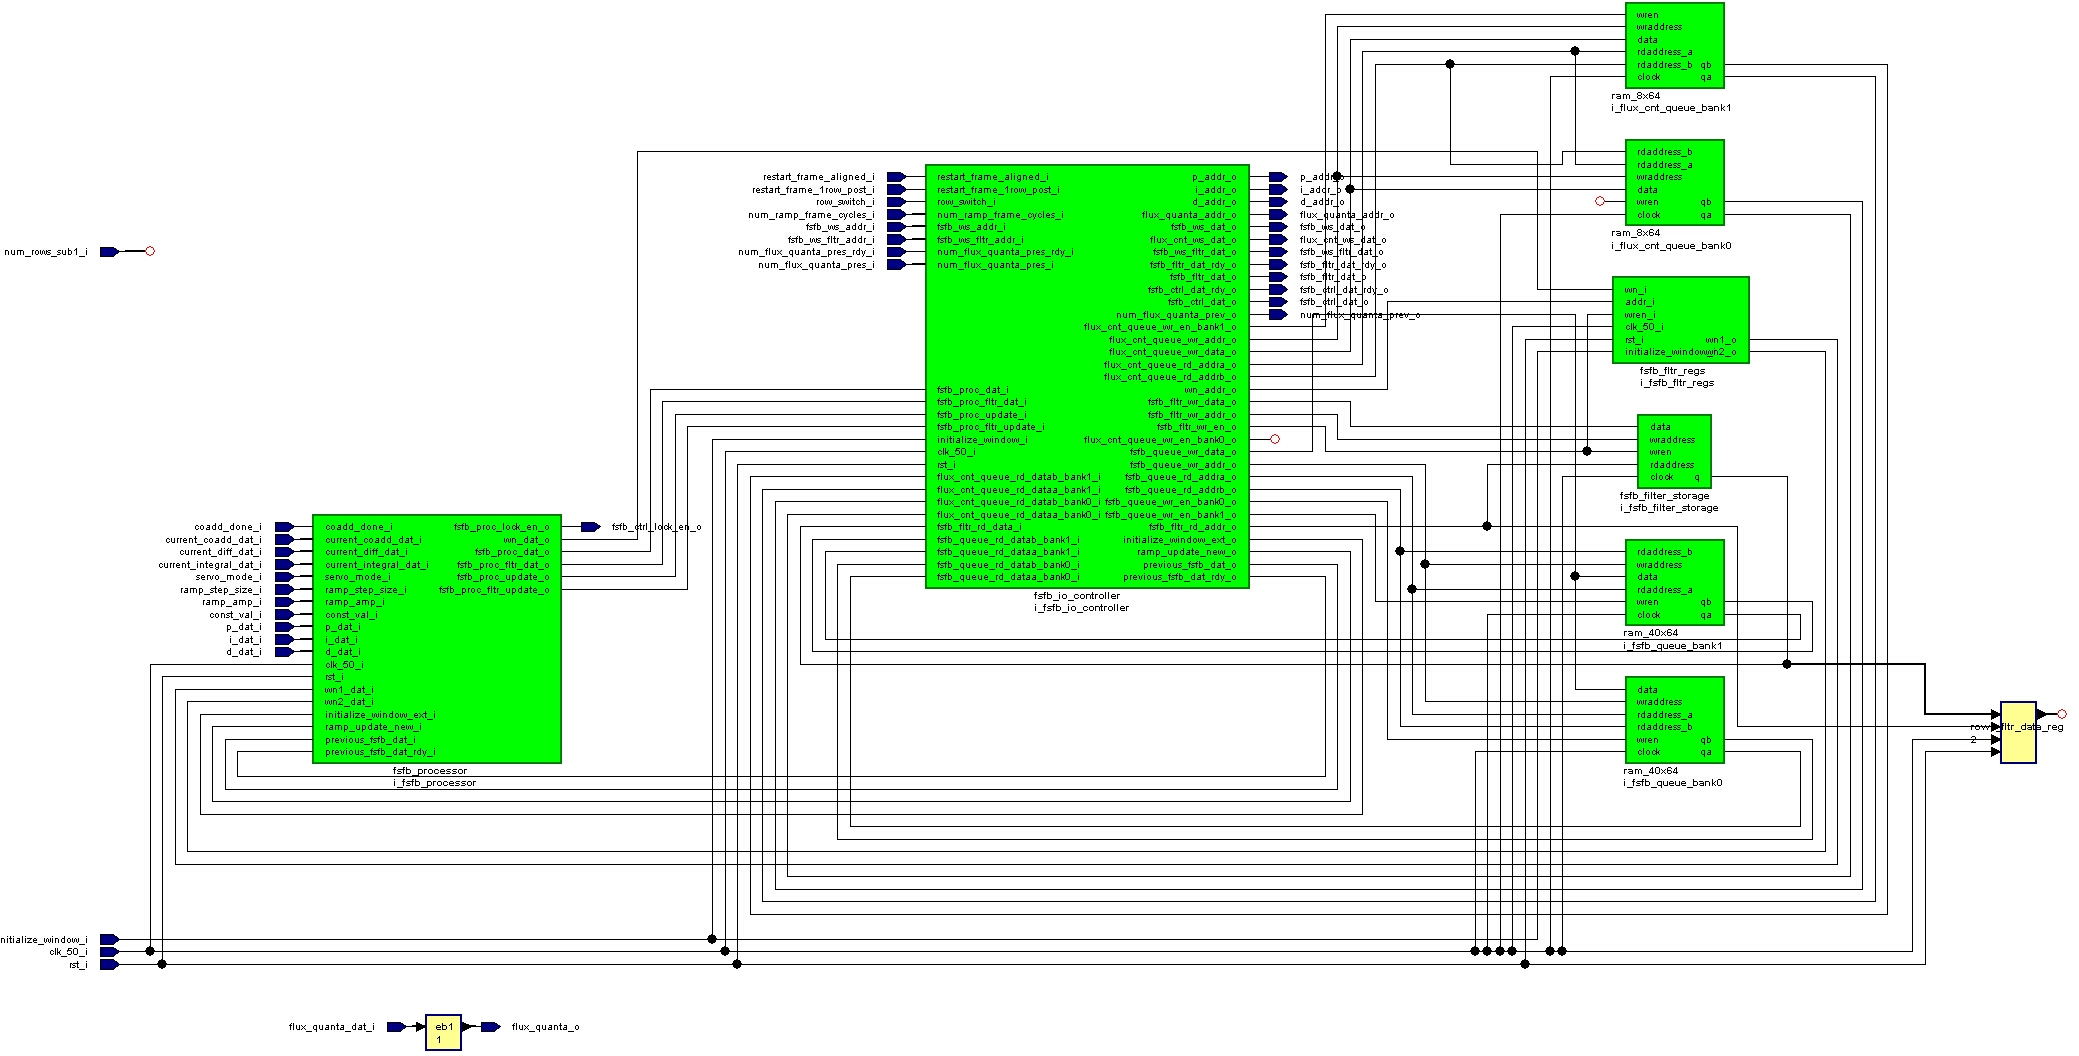 num_rows_sub1_i
coadd_done_i
current_coadd_dat_i
current_diff_dat_i
current_integral_dat_i
servo_mode_i
ramp_step_size_i
ramp_amp_i
const_val_i
p_dat_i
i_dat_i
d_dat_i
coadd_done_i
current_coadd_dat_i
current_diff_dat_i
current_integral_dat_i
servo_mode_i
ramp_step_size_i
ramp_amp_i
const_val_i
p_dat_i
i_dat_i
d_dat_i
clk_50_i
rst_i
wn1_dat_i
wn2_dat_i
initialize_window_ext_i
ramp_update_new_i
previous_fsfb_dat_i
previous_fsfb_dat_rdy_i
fsfb_proc_lock_en_o
wn_dat_o
fsfb_proc_dat_o
fsfb_proc_fltr_dat_o
fsfb_proc_update_o
fsfb_proc_fltr_update_o
fsfb_ctrl_lock_en_o
fsfb_processor
i_fsfb_processor
restart_frame_aligned_i
restart_frame_1row_post_i
row_switch_i
num_ramp_frame_cycles_i
fsfb_ws_addr_i
fsfb_ws_fltr_addr_i
num_flux_quanta_pres_rdy_i
num_flux_quanta_pres_i
restart_frame_aligned_i
restart_frame_1row_post_i
row_switch_i
num_ramp_frame_cycles_i
fsfb_ws_addr_i
fsfb_ws_fltr_addr_i
num_flux_quanta_pres_rdy_i
num_flux_quanta_pres_i
fsfb_proc_dat_i
fsfb_proc_fltr_dat_i
fsfb_proc_update_i
fsfb_proc_fltr_update_i
initialize_window_i
clk_50_i
rst_i
flux_cnt_queue_rd_datab_bank1_i
flux_cnt_queue_rd_dataa_bank1_i
flux_cnt_queue_rd_datab_bank0_i
flux_cnt_queue_rd_dataa_bank0_i
fsfb_fltr_rd_data_i
fsfb_queue_rd_datab_bank1_i
fsfb_queue_rd_dataa_bank1_i
fsfb_queue_rd_datab_bank0_i
fsfb_queue_rd_dataa_bank0_i
p_addr_o
i_addr_o
d_addr_o
flux_quanta_addr_o
fsfb_ws_dat_o
flux_cnt_ws_dat_o
fsfb_ws_fltr_dat_o
fsfb_fltr_dat_rdy_o
fsfb_fltr_dat_o
fsfb_ctrl_dat_rdy_o
fsfb_ctrl_dat_o
num_flux_quanta_prev_o
flux_cnt_queue_wr_en_bank1_o
flux_cnt_queue_wr_addr_o
flux_cnt_queue_wr_data_o
flux_cnt_queue_rd_addra_o
flux_cnt_queue_rd_addrb_o
wn_addr_o
fsfb_fltr_wr_data_o
fsfb_fltr_wr_addr_o
fsfb_fltr_wr_en_o
flux_cnt_queue_wr_en_bank0_o
fsfb_queue_wr_data_o
fsfb_queue_wr_addr_o
fsfb_queue_rd_addra_o
fsfb_queue_rd_addrb_o
fsfb_queue_wr_en_bank0_o
fsfb_queue_wr_en_bank1_o
fsfb_fltr_rd_addr_o
initialize_window_ext_o
ramp_update_new_o
previous_fsfb_dat_o
previous_fsfb_dat_rdy_o
p_addr_o
i_addr_o
d_addr_o
flux_quanta_addr_o
fsfb_ws_dat_o
flux_cnt_ws_dat_o
fsfb_ws_fltr_dat_o
fsfb_fltr_dat_rdy_o
fsfb_fltr_dat_o
fsfb_ctrl_dat_rdy_o
fsfb_ctrl_dat_o
num_flux_quanta_prev_o
fsfb_io_controller
i_fsfb_io_controller
wren
wraddress
data
rdaddress_a
rdaddress_b qb
clock qa
ram_8x64
i_flux_cnt_queue_bank1
rdaddress_b
rdaddress_a
wraddress
data
wren qb
clock qa
ram_8x64
i_flux_cnt_queue_bank0
wn_i
addr_i
wren_i
clk_50_i
rst_i wn1_o
initialize_window_i wn2_o
fsfb_fltr_regs
i_fsfb_fltr_regs
data
wraddress
wren
rdaddress
clock q
fsfb_filter_storage
i_fsfb_filter_storage
rdaddress_b
wraddress
data
rdaddress_a
wren qb
clock qa
ram_40x64
i_fsfb_queue_bank1
data
wraddress
rdaddress_a
rdaddress_b
wren qb
clock qa
ram_40x64
i_fsfb_queue_bank0
row_fltr_data_reg
2
nitialize_window_i
clk_50_i
rst_i
flux_quanta_dat_i
eb1
1
flux_quanta_o